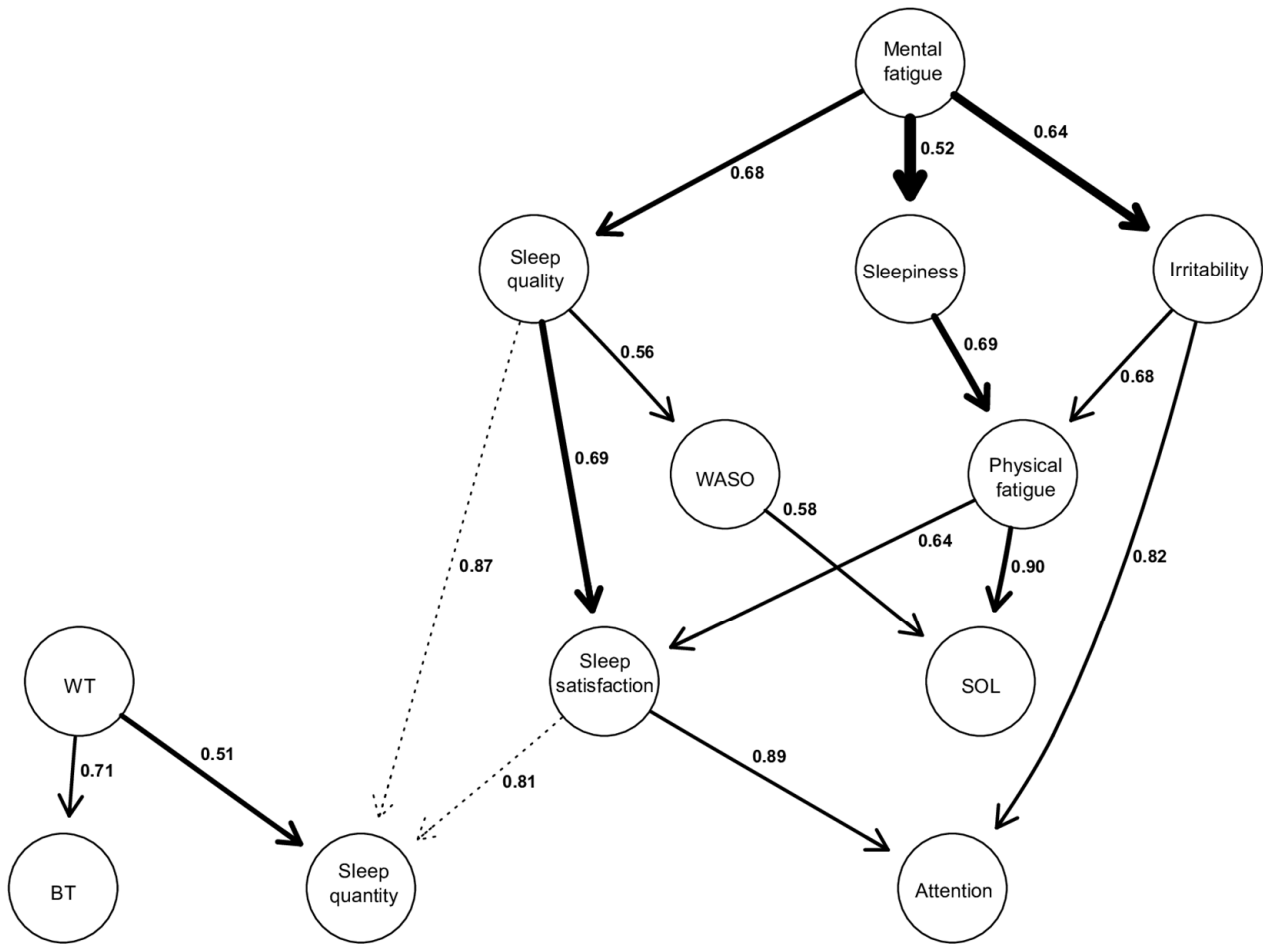 Mental
fatigue
0.64
0.52
0.68
Sleep
quality
Sleepiness
Irritability
0.56
0.69
0.68
0.69
WASO
Physical
fatigue
0.58
0.64
0.87
0.90
0.82
WT
Sleep
satisfaction
SOL
0.51
0.71
0.81
0.89
BT
Sleep
quantity
Attention